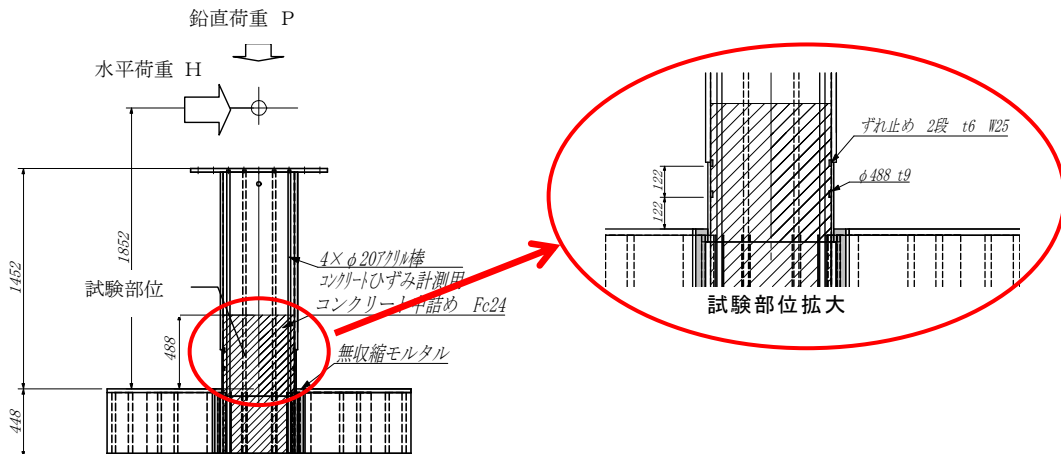 鉛直荷重 P
水平荷重 H
1852
1452
試験部位
488
448
4×φ20アクリル棒
コンクリートひずみ計測用
コンクリート中詰め Fc24
無収縮モルタル
ずれ止め 2段 t6 W25
φ488 t9
122
122
試験部位拡大